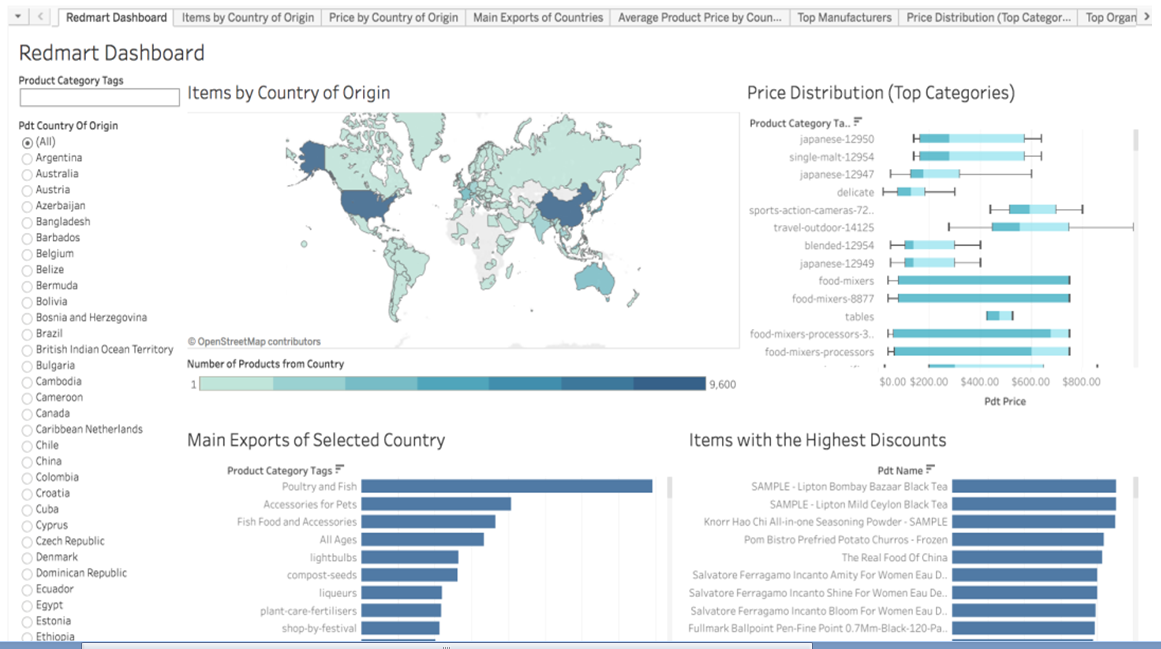 Redmart Dashboard
Items by Country of Origin
Price by Country of Origin
Main Exports of Countries
Average Product Price by Coun...
Top Manufacturers
Price Distribution (Top Categor...
Top Organ
Redmart Dashboard
Product Category Tags
Pdt Country Of Origin
(All)
Argentina
Australia
Austria
Azerbaijan
Bangladesh
Barbados
Belgium
Belize
Bermuda
Bolivia
Bosnia and Herzegovina
Brazil
British Indian Ocean Territory
Bulgaria
Cambodia
Cameroon
Canada
Caribbean Netherlands
Chile
China
Colombia
Croatia
Cuba
Cyprus
Czech Republic
Denmark
Dominican Republic
Ecuador
Egypt
Estonia
Ethiopia
Items by Country of Origin
© OpenStreetMap contributors
Number of Products from Country
1
9,600
Price Distribution (Top Categories)
Product Category Ta..
japanese-12950
single-malt-12954
japanese-12947
delicate
sports-action-cameras-72..
travel-outdoor-14125
blended-12954
japanese-12949
food-mixers
food-mixers-8877
tables
food-mixers-processors-3..
food-mixers-processors
$0.00 $200.00 $400.00 $600.00 $800.00
Pdt Price
Main Exports of Selected Country
Product Category Tags
Poultry and Fish
Accessories for Pets
Fish Food and Accessories
All Ages
lightbulbs
compost-seeds
liqueurs
plant-care-fertilisers
shop-by-festival
Items with the Highest Discounts
Pdt Name
SAMPLE - Lipton Bombay Bazaar Black Tea
SAMPLE - Lipton Mild Ceylon Black Tea
Knorr Hao Chi All-in-one Seasoning Powder - SAMPLE
Pom Bistro Prefried Potato Churros - Frozen
The Real Food Of China
Salvatore Ferragamo Incanto Amity For Women Eau D..
Salvatore Ferragamo Incanto Shine For Women Eau De..
Salvatore Ferragamo Incanto Bloom For Women Eau D..
Fullmark Ballpoint Pen-Fine Point 0.7Mm-Black-120-Pa..